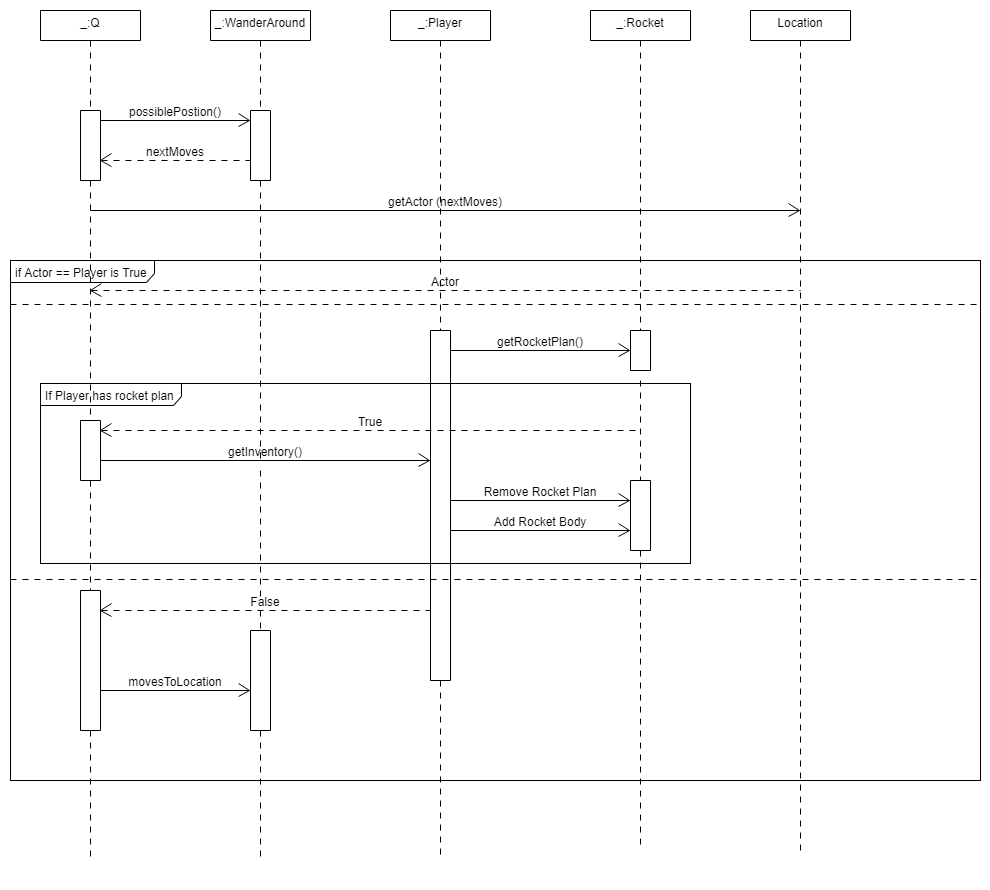 _:Q
_:WanderAround
_:Player
_:Rocket
Location
possiblePostion()
nextMoves
getActor (nextMoves)
if Actor == Player is True
Actor
getRocketPlan()
If Player has rocket plan
True
getInventory()
Remove Rocket Plan
Add Rocket Body
False
movesToLocation